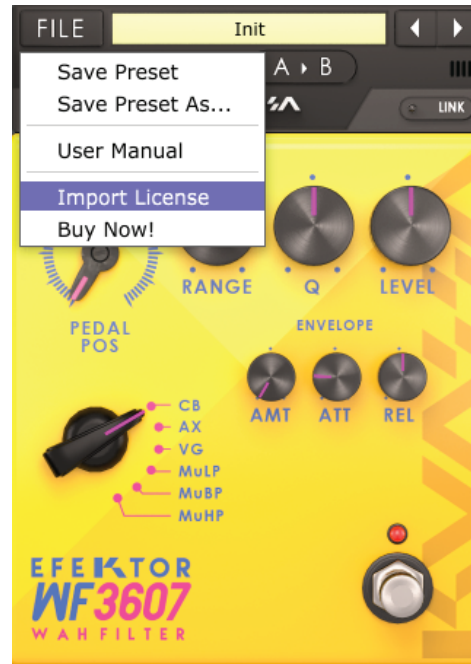 FILE Init
Save Preset A B
Save Preset As...
LINK
User Manual
Import License
Buy Now!
RANGE Q LEVEL
PEDAL
POS
ENVELOPE
AMT ATT REL
CB
AX
VG
MuLP
MuBP
MuHP
EFEKTOR
WF3607
WAH FILTER